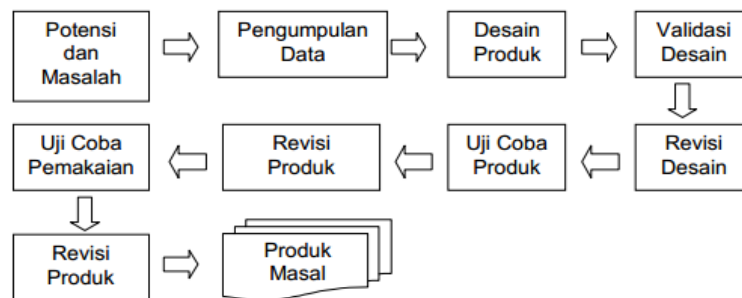 Potensi
dan
Masalah
Pengumpulan
Data
Desain
Produk
Validasi
Desain
Revisi
Desain
Uji Coba
Produk
Revisi
Produk
Uji Coba
Pemakaian
Revisi
Produk
Produk
Masal